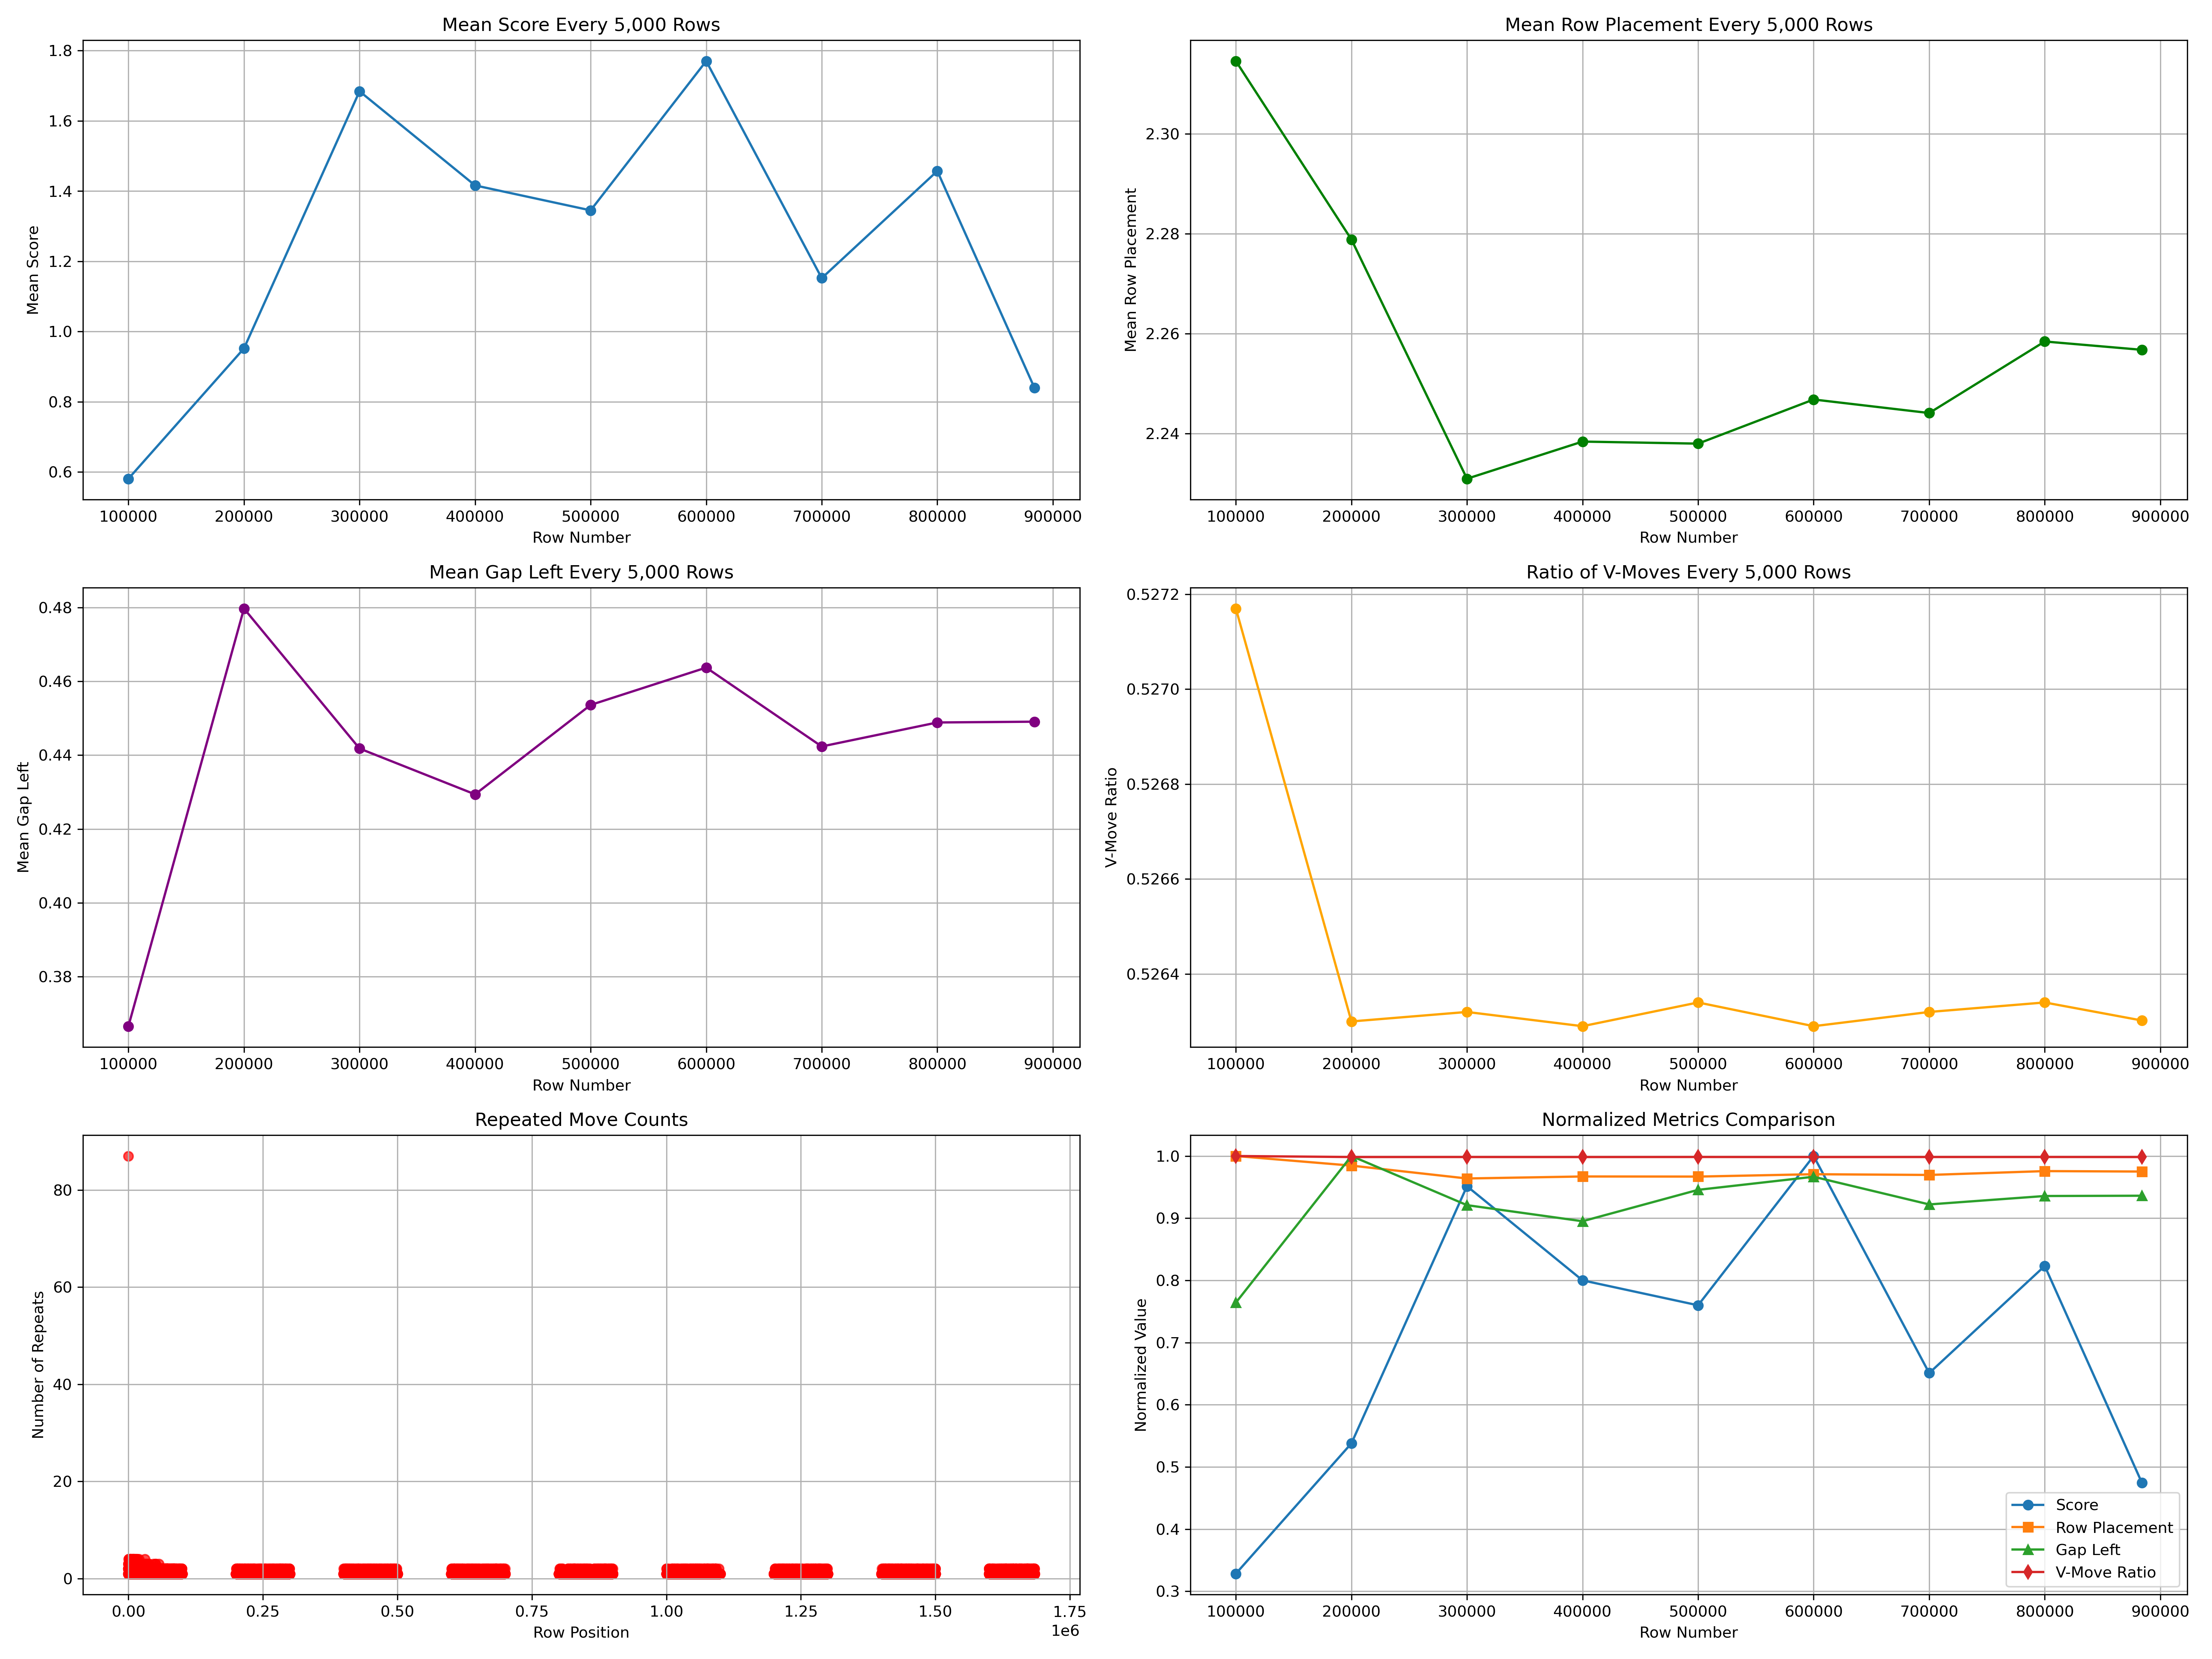 Mean Score Every 5,000 Rows
Mean Score
1.8
1.6
1.4
1.2
1.0
0.8
0.6
100000 200000 300000 400000 500000 600000 700000 800000 900000
Row Number
Mean Row Placement Every 5,000 Rows
Mean Row Placement
2.30
2.28
2.26
2.24
100000 200000 300000 400000 500000 600000 700000 800000 900000
Row Number
Mean Gap Left Every 5,000 Rows
Mean Gap Left
0.48
0.46
0.44
0.42
0.40
0.38
100000 200000 300000 400000 500000 600000 700000 800000 900000
Row Number
Ratio of V-Moves Every 5,000 Rows
V-Move Ratio
0.5272
0.5270
0.5268
0.5266
0.5264
100000 200000 300000 400000 500000 600000 700000 800000 900000
Row Number
Repeated Move Counts
Number of Repeats
80
60
40
20
0
0.00 0.25 0.50 0.75 1.00 1.25 1.50 1.75
1e6
Row Position
Normalized Metrics Comparison
Normalized Value
1.0
0.9
0.8
0.7
0.6
0.5
0.4
0.3
Score
Row Placement
Gap Left
V-Move Ratio
100000 200000 300000 400000 500000 600000 700000 800000 900000
Row Number